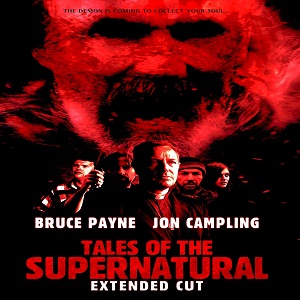 THE DEMON IS COMING TO COLLECT YOUR SOUL...
BRUCE PAYNE JON CAMPLING
TALES OF THE
SUPERNATURAL
EXTENDED CUT